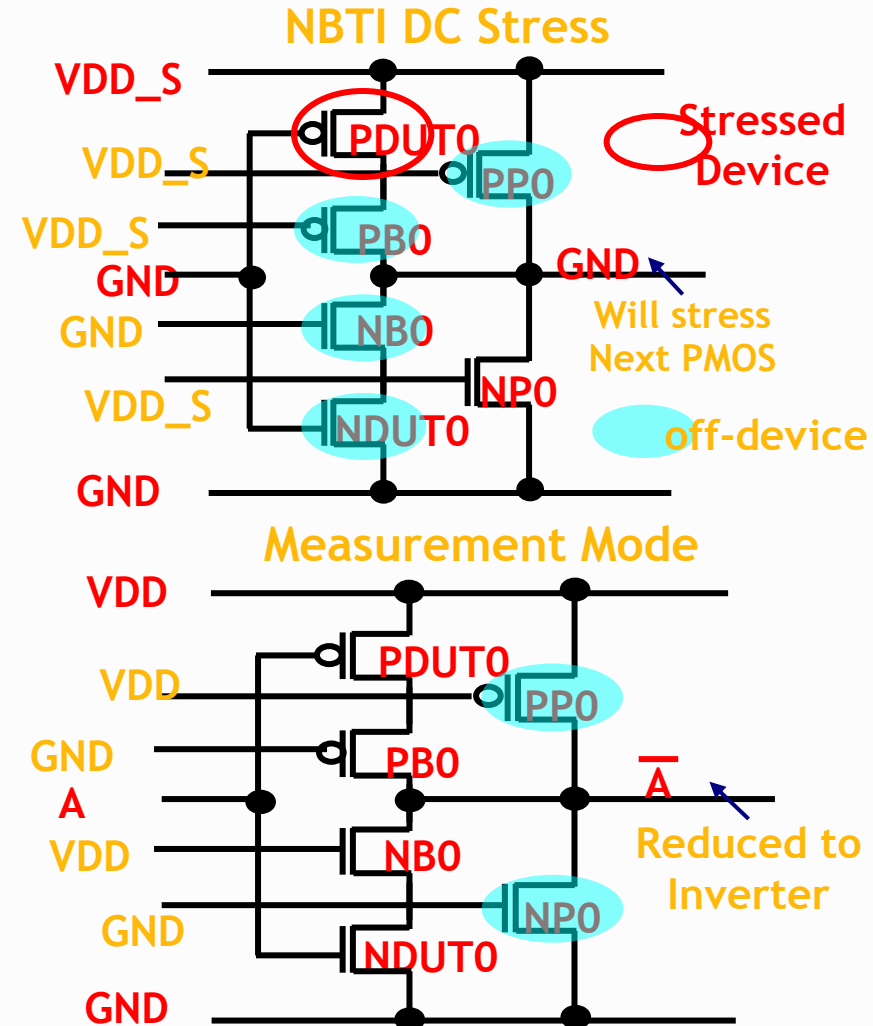 NBTI DC Stress
VDD_S
PDUT0
Stressed
Device
VDD_S
PP0
VDD_S
PB0
GND
GND
Will stress
Next PMOS
GND
NB0
VDD_S
NP0
NDUT0
off-device
GND
Measurement Mode
VDD
PDUT0
VDD
PP0
GND
PB0
A
A
Reduced to
Inverter
VDD
NB0
GND
NP0
NDUT0
GND